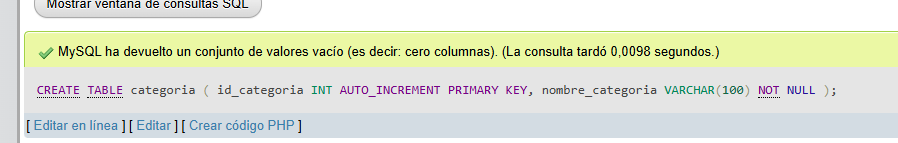 Mostrar ventana de consultas SQL
MySQL ha devuelto un conjunto de valores vacío (es decir: cero columnas). (La consulta tardó 0,0098 segundos.)
CREATE TABLE categoria ( id_categoria INT AUTO_INCREMENT PRIMARY KEY, nombre_categoria VARCHAR(100) NOT NULL );
[ Editar en línea ] [ Editar ] [ Crear código PHP ]